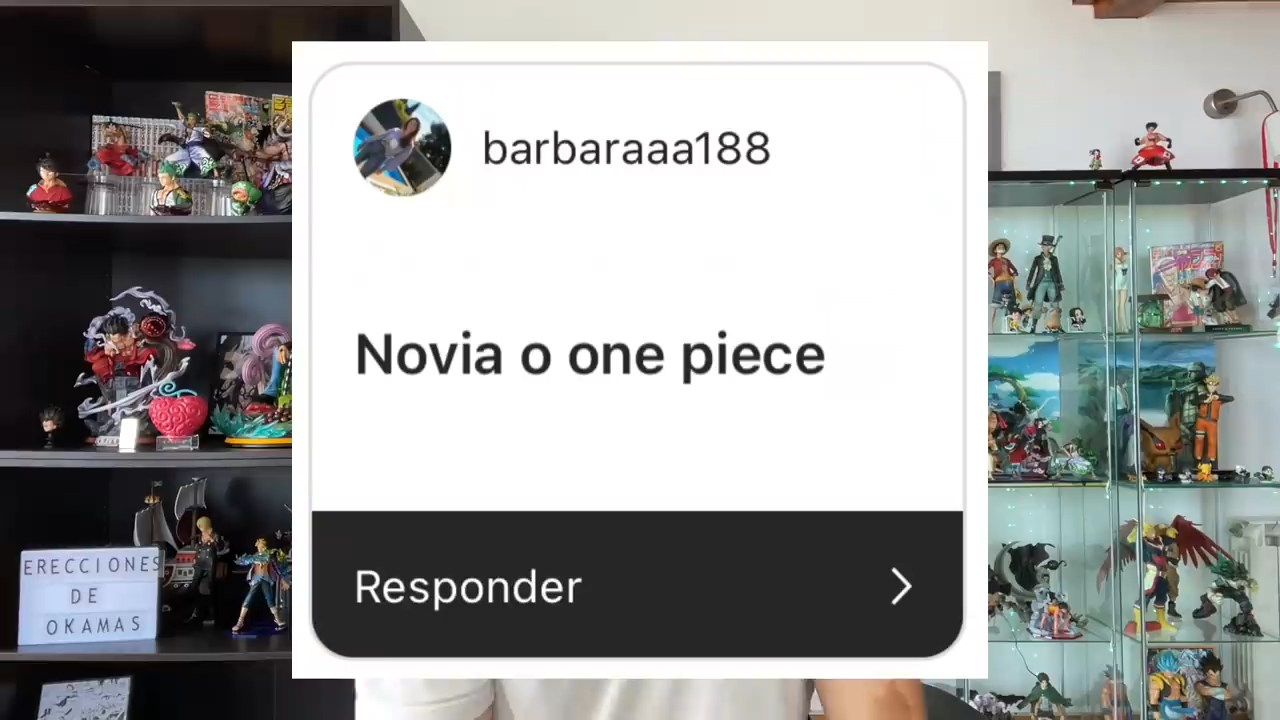 barbaraaa188
Novia o one piece
Responder
ERECCIONES
DE
OKAMAS